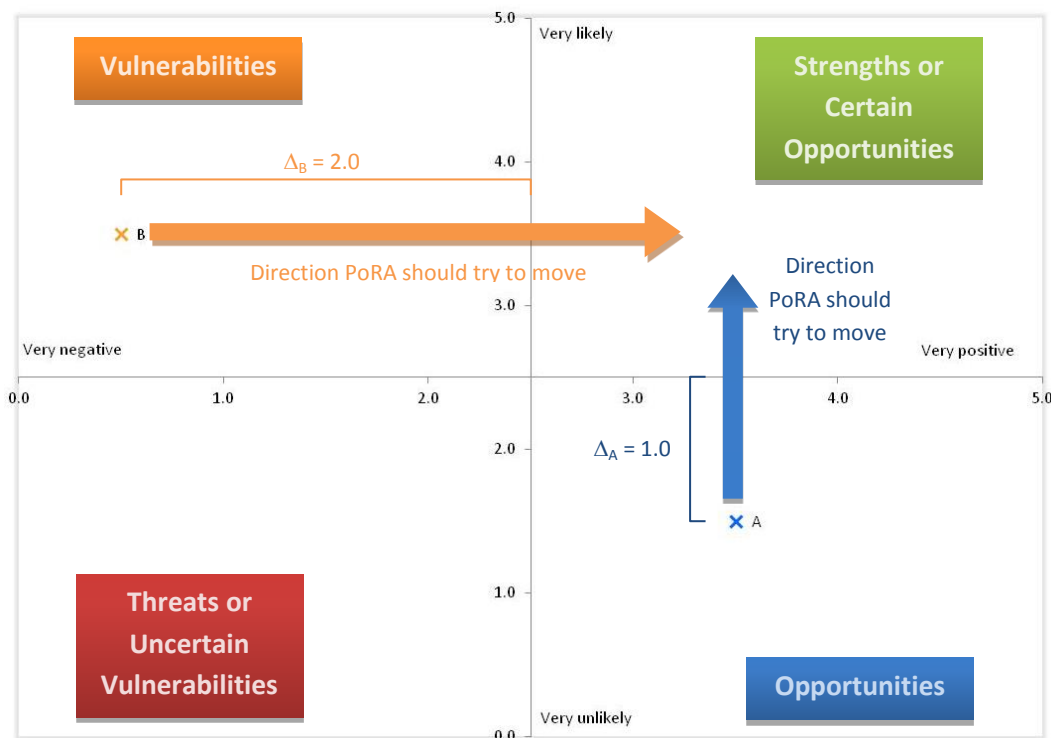 5.0
Very likely
Vulnerabilities
Strengths or
Certain
Opportunities
4.0
ΔB = 2.0
B
Direction PoRA should try to move
Direction
PoRA should
try to move
3.0
Very negative
Very positive
0.0
1.0
2.0
3.0
4.0
5.0
2.0
ΔA = 1.0
A
1.0
Threats or
Uncertain
Vulnerabilities
Opportunities
Very unlikely
0.0